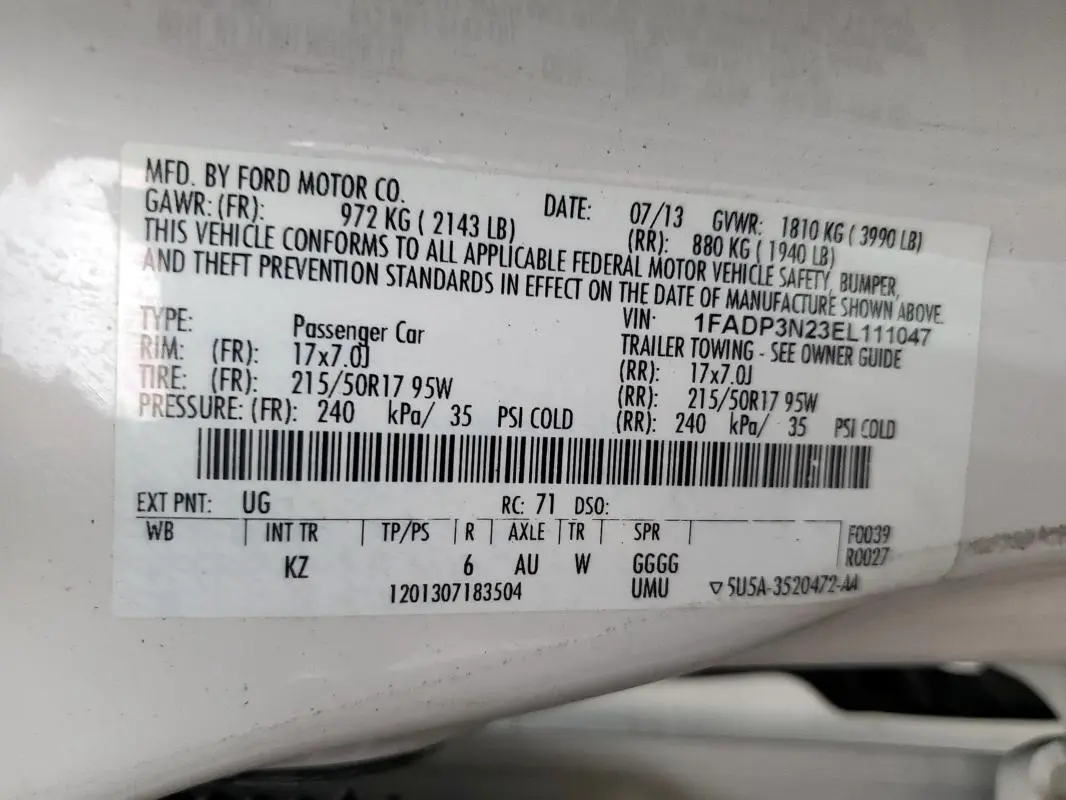 MFD. BY FORD MOTOR CO. DATE: 07/13 GVWR: 1810 KG ( 3990 LB)
GAWR: (FR): 972 KG ( 2143 LB) (RR): 880 KG ( 1940 LB)
THIS VEHICLE CONFORMS TO ALL APPLICABLE FEDERAL MOTOR VEHICLE SAFETY, BUMPER,
AND THEFT PREVENTION STANDARDS IN EFFECT ON THE DATE OF MANUFACTURE SHOWN ABOVE.
VIN: 1FADP3N23EL111047
TYPE: Passenger Car TRAILER TOWING - SEE OWNER GUIDE
RIM: (FR): 17x7.0J (RR): 17x7.0J
TIRE: (FR): 215/50R17 95W (RR): 215/50R17 95W
PRESSURE: (FR): 240 kPa/ 35 PSI COLD (RR): 240 kPa/ 35 PSI COLD
EXT PNT: UG RC: 71 DSO:
WB INT TR TP/PS R AXLE TR SPR F0039
KZ 6 AU W GGGG R0027
1201307183504 UMU ▽ 5U5A-3520472-AA